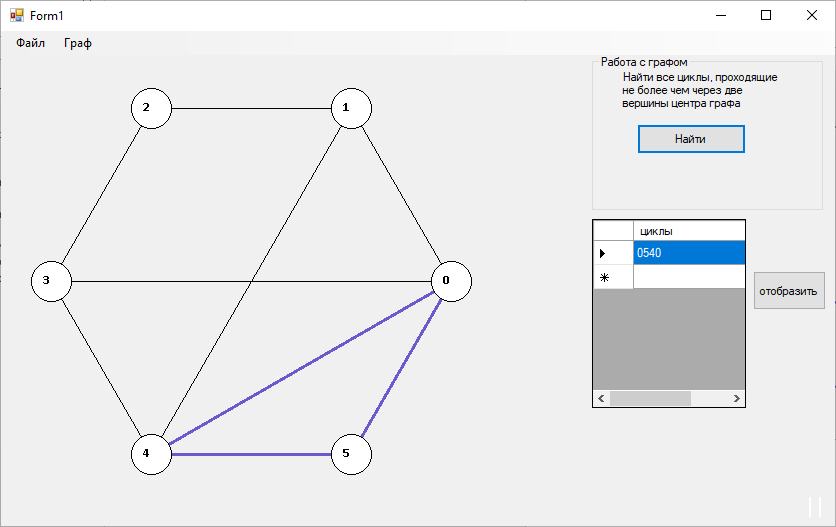 Form1
Файл Граф
Работа с графом
Найти все циклы, проходящие
не более чем через две
вершины центра графа
Найти
2
1
3
0
4
5
циклы
0540
отобразить